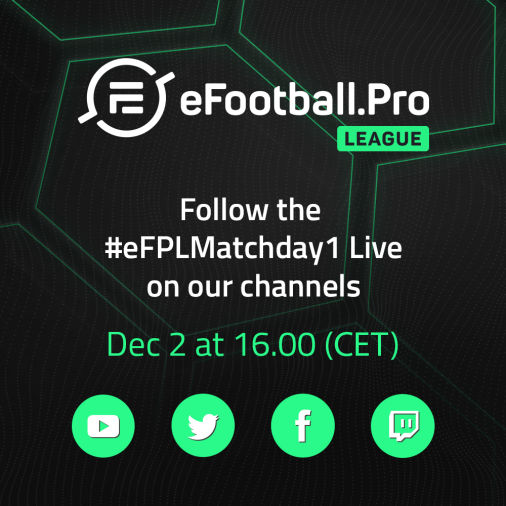 eFootball.Pro
LEAGUE
Follow the
#eFPLMatchday1 Live
on our channels
Dec 2 at 16.00 (CET)